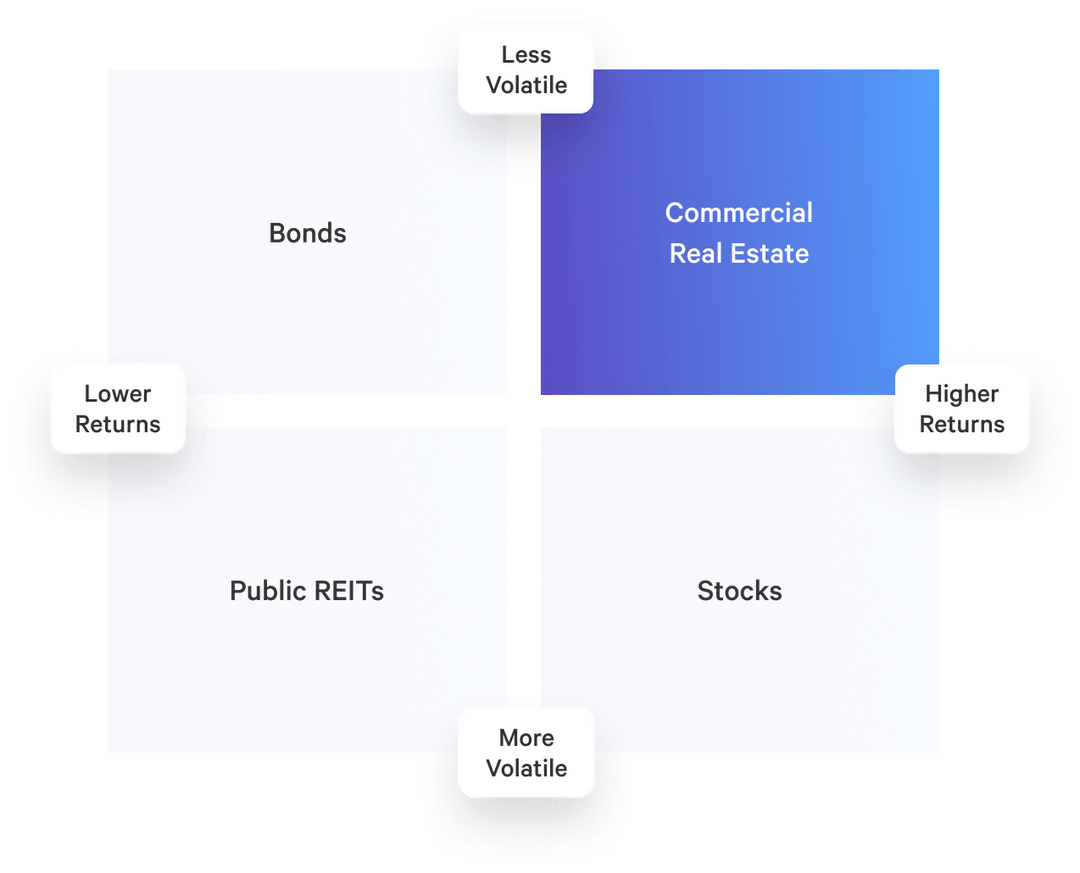 Less
Volatile
Bonds
Commercial
Real Estate
Lower
Returns
Higher
Returns
Public REITs
Stocks
More
Volatile